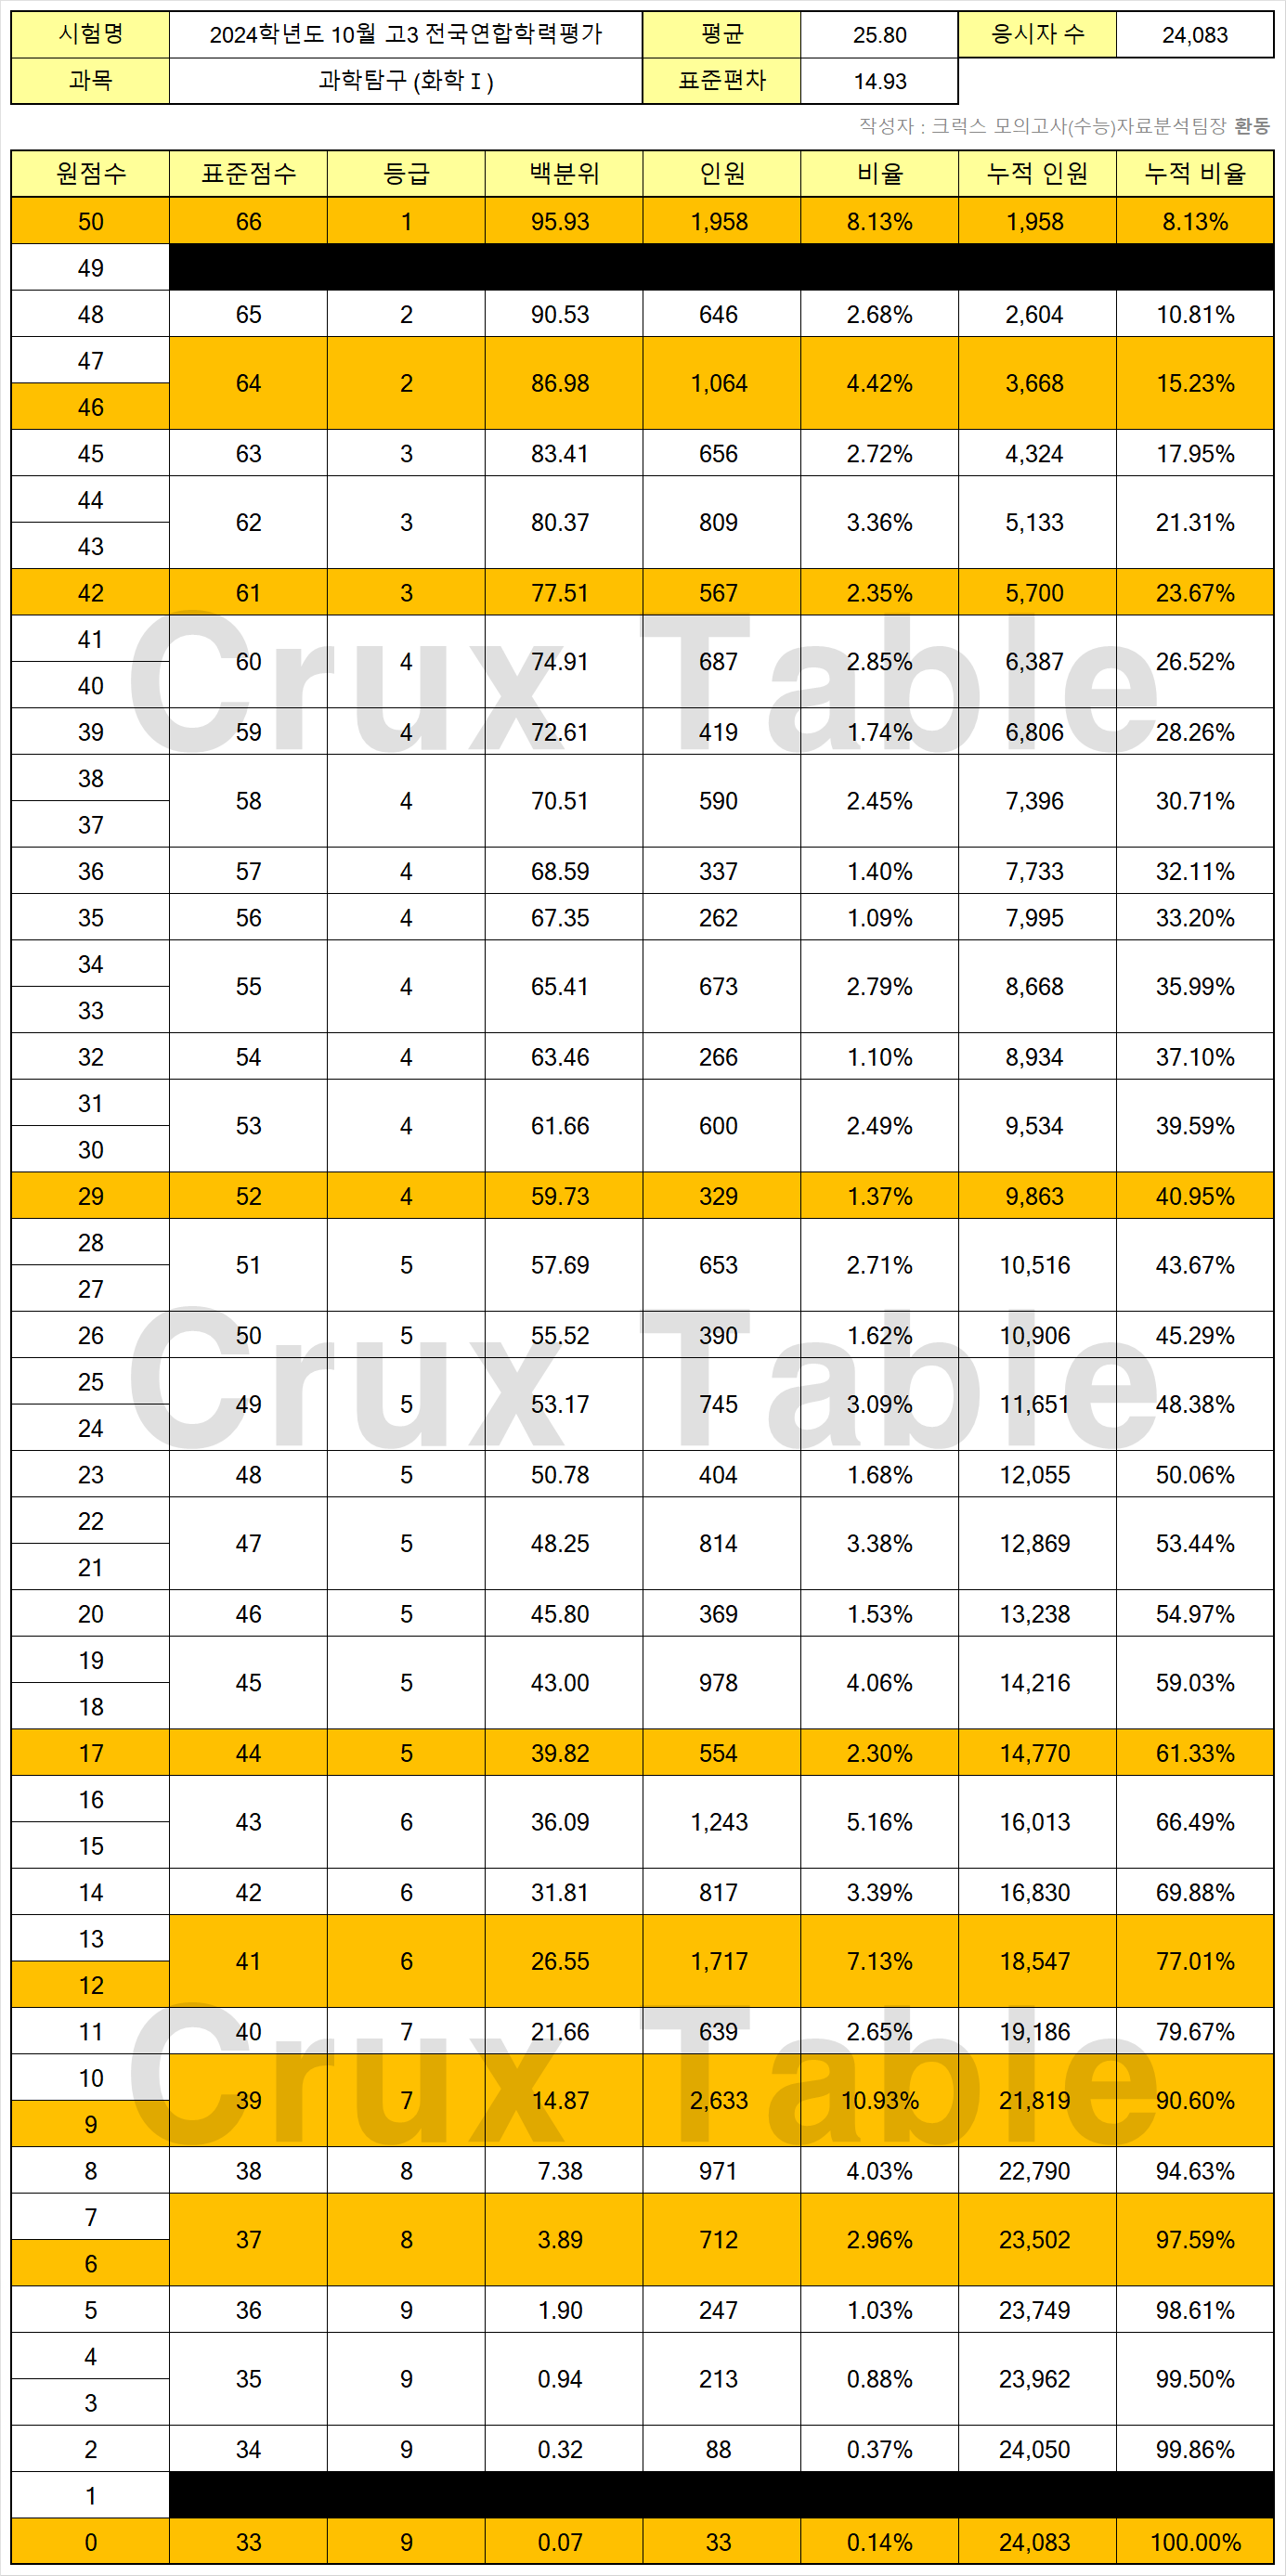 시험명 2024학년도 10월 고3 전국연합학력평가 평균 25.80 응시자 수 24,083
과목 과학탐구 (화학Ⅰ) 표준편차 14.93
작성자 : 크럭스 모의고사(수능)자료분석팀장 환동
원점수 표준점수 등급 백분위 인원 비율 누적 인원 누적 비율
50 66 1 95.93 1,958 8.13% 1,958 8.13%
49
48 65 2 90.53 646 2.68% 2,604 10.81%
47
64 2 86.98 1,064 4.42% 3,668 15.23%
46
45 63 3 83.41 656 2.72% 4,324 17.95%
44
62 3 80.37 809 3.36% 5,133 21.31%
43
42 61 3 77.51 567 2.35% 5,700 23.67%
41
60 4 74.91 687 2.85% 6,387 26.52%
40
Crux Table
39 59 4 72.61 419 1.74% 6,806 28.26%
38
58 4 70.51 590 2.45% 7,396 30.71%
37
36 57 4 68.59 337 1.40% 7,733 32.11%
35 56 4 67.35 262 1.09% 7,995 33.20%
34
55 4 65.41 673 2.79% 8,668 35.99%
33
32 54 4 63.46 266 1.10% 8,934 37.10%
31
53 4 61.66 600 2.49% 9,534 39.59%
30
29 52 4 59.73 329 1.37% 9,863 40.95%
28
51 5 57.69 653 2.71% 10,516 43.67%
27
26 50 5 55.52 390 1.62% 10,906 45.29%
Crux Table
25
49 5 53.17 745 3.09% 11,651 48.38%
24
23 48 5 50.78 404 1.68% 12,055 50.06%
22
47 5 48.25 814 3.38% 12,869 53.44%
21
20 46 5 45.80 369 1.53% 13,238 54.97%
19
45 5 43.00 978 4.06% 14,216 59.03%
18
17 44 5 39.82 554 2.30% 14,770 61.33%
16
43 6 36.09 1,243 5.16% 16,013 66.49%
15
14 42 6 31.81 817 3.39% 16,830 69.88%
13
41 6 26.55 1,717 7.13% 18,547 77.01%
12
11 40 7 21.66 639 2.65% 19,186 79.67%
Crux Table
10
39 7 14.87 2,633 10.93% 21,819 90.60%
9
8 38 8 7.38 971 4.03% 22,790 94.63%
7
37 8 3.89 712 2.96% 23,502 97.59%
6
5 36 9 1.90 247 1.03% 23,749 98.61%
4
35 9 0.94 213 0.88% 23,962 99.50%
3
2 34 9 0.32 88 0.37% 24,050 99.86%
1
0 33 9 0.07 33 0.14% 24,083 100.00%